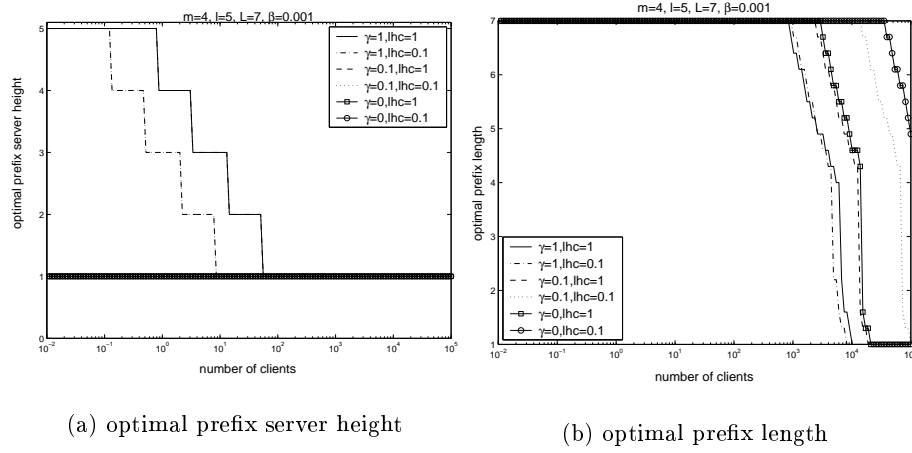 m=4, l=5, L=7, β=0.001
5
4
3
2
1
0
optimal prefix server height
γ=1,lhc=1
γ=1,lhc=0.1
γ=0.1,lhc=1
γ=0.1,lhc=0.1
γ=0,lhc=1
γ=0,lhc=0.1
10^-2 10^-1 10^0 10^1 10^2 10^3 10^4 10^5
number of clients
(a) optimal prefix server height
m=4, l=5, L=7, β=0.001
7
6
5
4
3
2
1
optimal prefix length
γ=1,lhc=1
γ=1,lhc=0.1
γ=0.1,lhc=1
γ=0.1,lhc=0.1
γ=0,lhc=1
γ=0,lhc=0.1
10^-2 10^-1 10^0 10^1 10^2 10^3 10^4
number of clients
(b) optimal prefix length